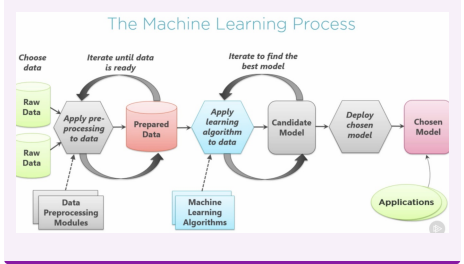 The Machine Learning Process
Choose
data
Iterate until data
is ready
Iterate to find the
best model
Raw
Data
Raw
Data
Apply pre-
processing
to data
Prepared
Data
Apply
learning
algorithm
to data
Candidate
Model
Deploy
chosen
model
Chosen
Model
Data
Preprocessing
Modules
Machine
Learning
Algorithms
Applications